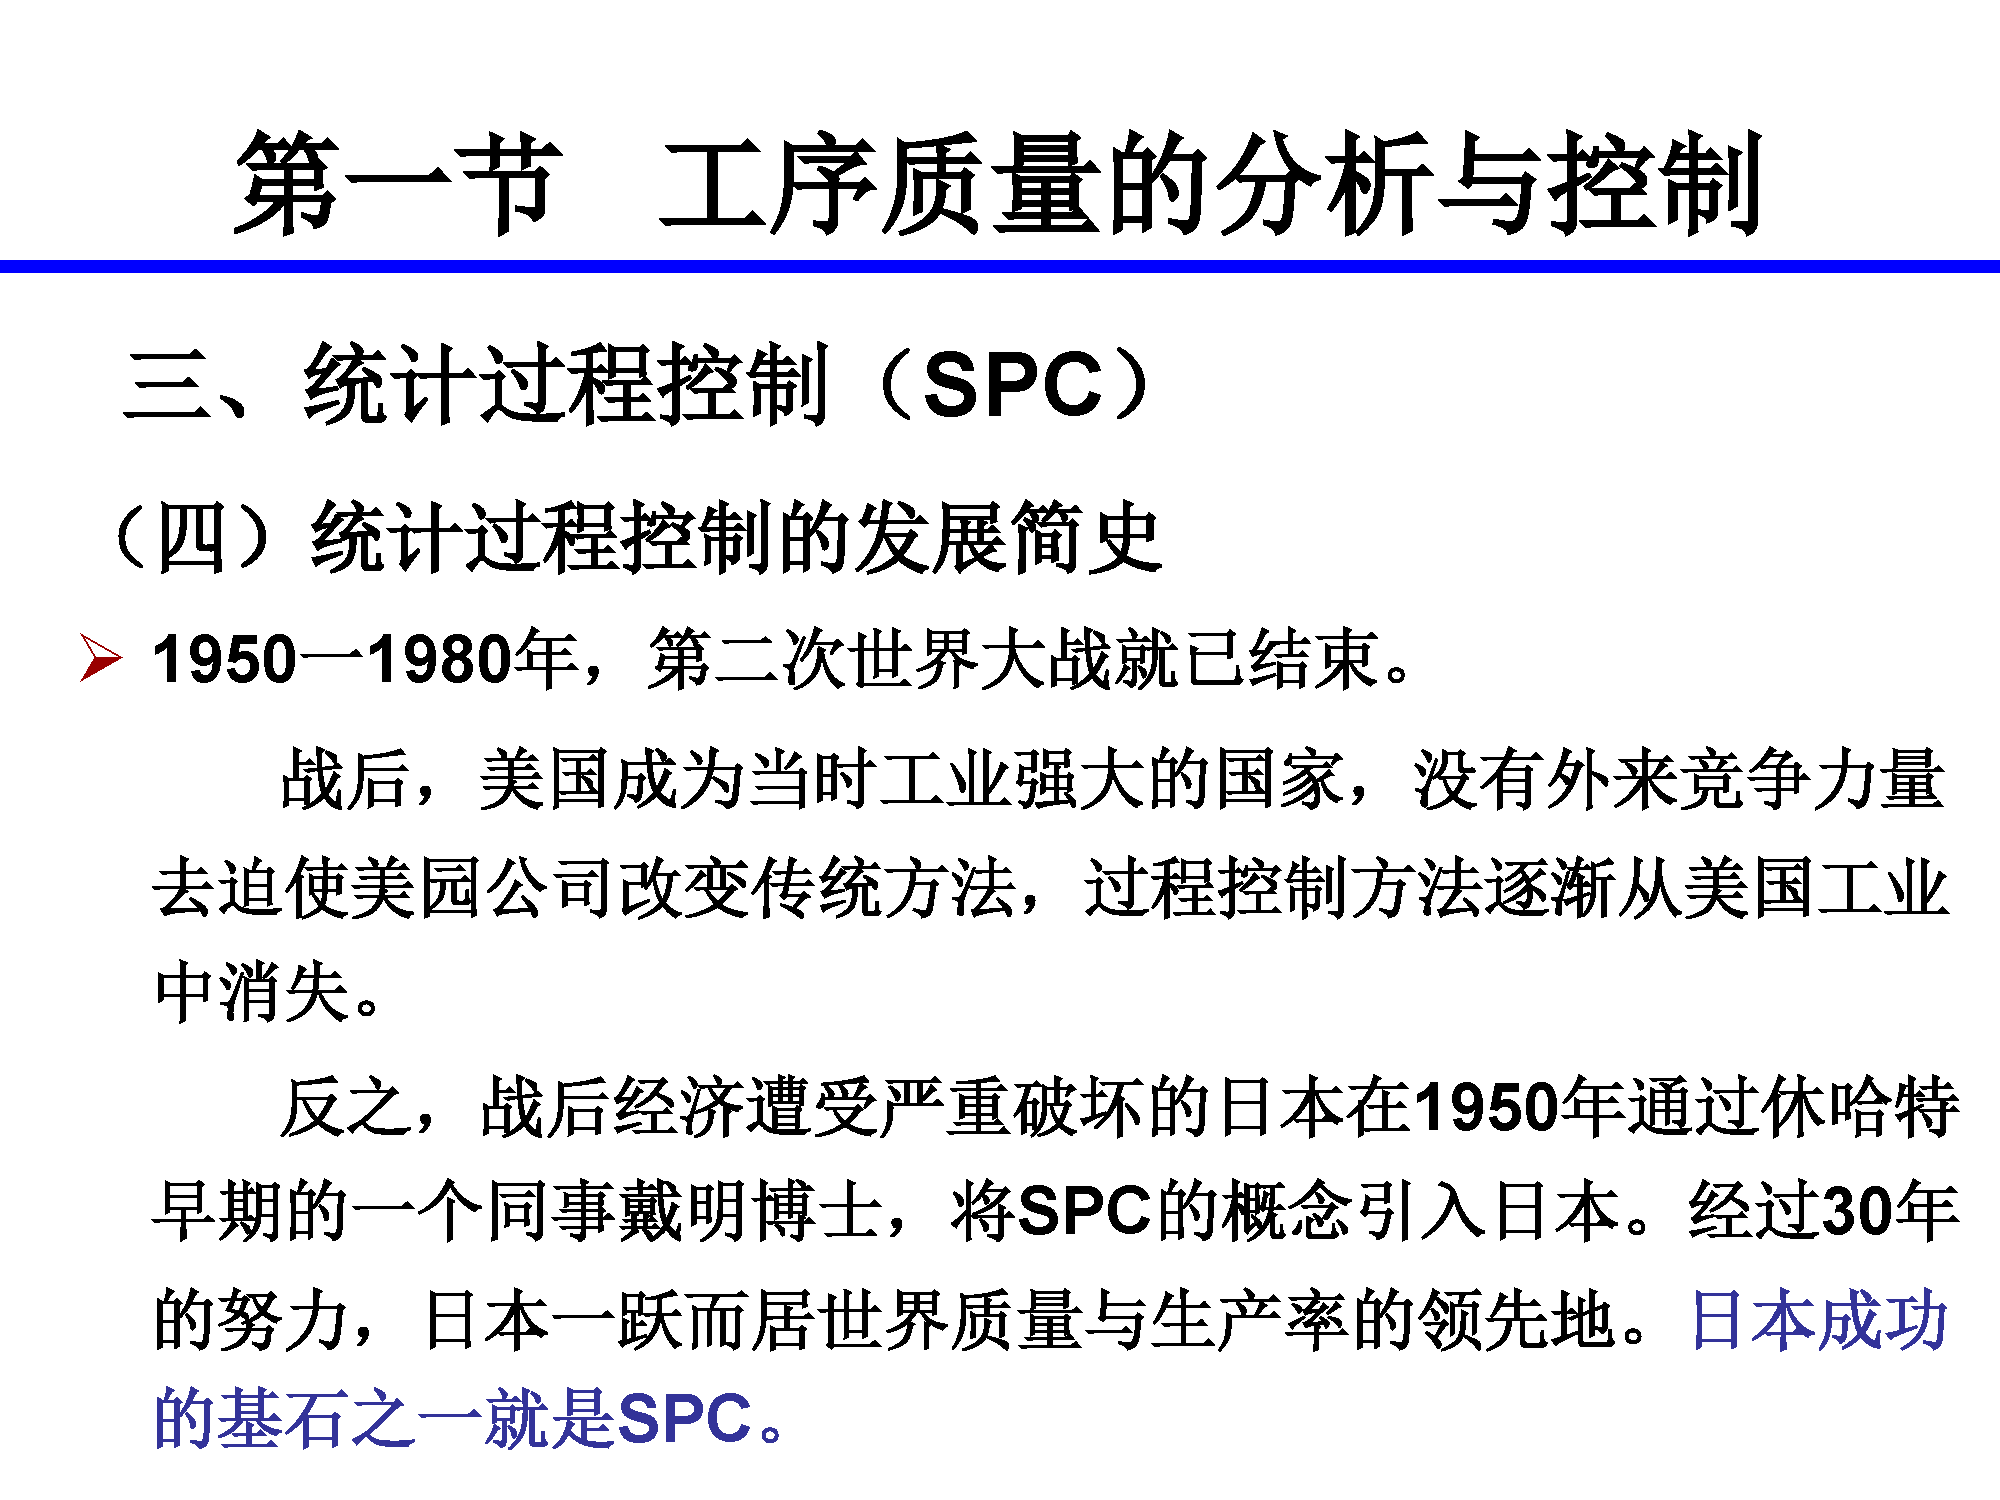 第一节 工序质量的分析与控制
三、统计过程控制（SPC）
（四）统计过程控制的发展简史
1950一1980年，第二次世界大战就已结束。
战后，美国成为当时工业强大的国家，没有外来竞争力量
去迫使美园公司改变传统方法，过程控制方法逐渐从美国工业
中消失。
反之，战后经济遭受严重破坏的日本在1950年通过休哈特
早期的一个同事戴明博士，将SPC的概念引入日本。经过30年
的努力，日本一跃而居世界质量与生产率的领先地。日本成功
的基石之一就是SPC。